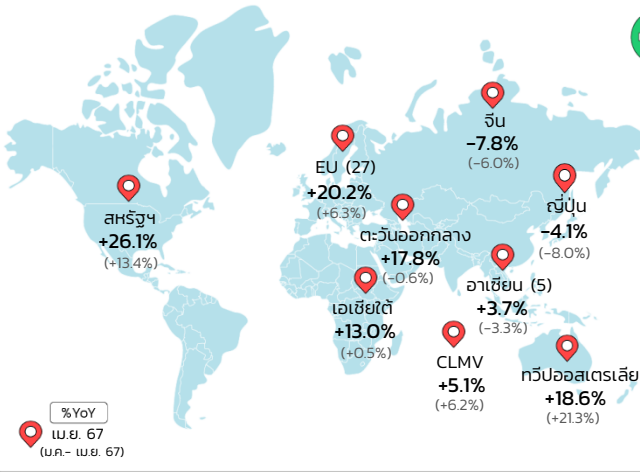 จีน
-7.8%
(-6.0%)
EU (27)
+20.2%
(+6.3%)
ญี่ปุ่น
-4.1%
(-8.0%)
สหรัฐฯ
+26.1%
(+13.4%)
ตะวันออกกลาง
+17.8%
(-0.6%)
อาเซียน (5)
+3.7%
(-3.3%)
เอเชียใต้
+13.0%
(+0.5%)
CLMV
+5.1%
(+6.2%)
ทวีปออสเตรเลีย
+18.6%
(+21.3%)
%YoY
เม.ย. 67
(ม.ค.- เม.ย. 67)